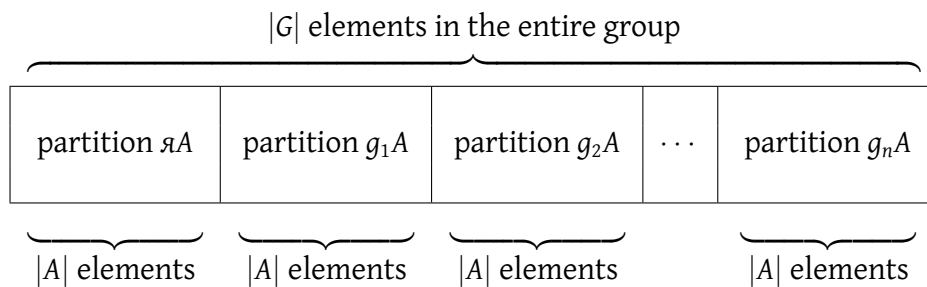 |G| elements in the entire group
partition яA partition g₁A partition g₂A ··· partition gₙA
|A| elements |A| elements |A| elements |A| elements